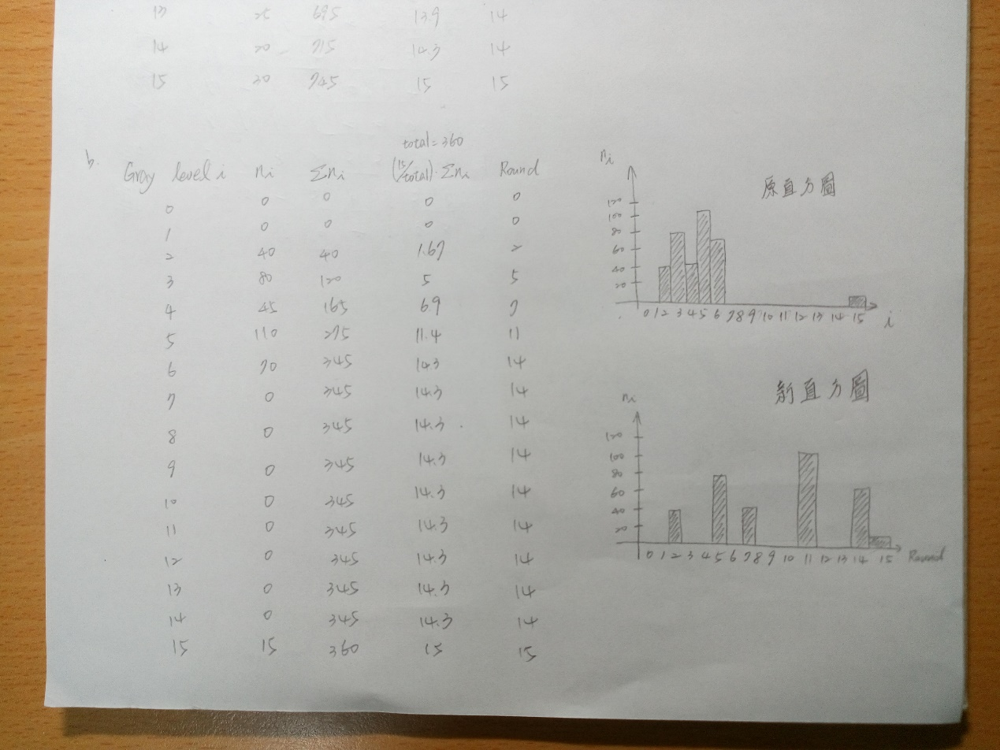 13 25 695 13.9 14
14 20 715 14.3 14
15 30 745 15 15
total=360
b. Gray level i ni Σni (15/total)·Σni Round
0 0 0 0 0
1 0 0 0 0
2 40 40 1.67 2
3 80 120 5 5
4 45 165 6.9 7
5 110 275 11.4 11
6 70 345 14.3 14
7 0 345 14.3 14
8 0 345 14.3 14
9 0 345 14.3 14
10 0 345 14.3 14
11 0 345 14.3 14
12 0 345 14.3 14
13 0 345 14.3 14
14 0 345 14.3 14
15 15 360 15 15
ni
原直方圖
120
100
80
60
40
20
0 1 2 3 4 5 6 7 8 9 10 11 12 13 14 15 i
ni
新直方圖
120
100
80
60
40
20
0 1 2 3 4 5 6 7 8 9 10 11 12 13 14 15 Round